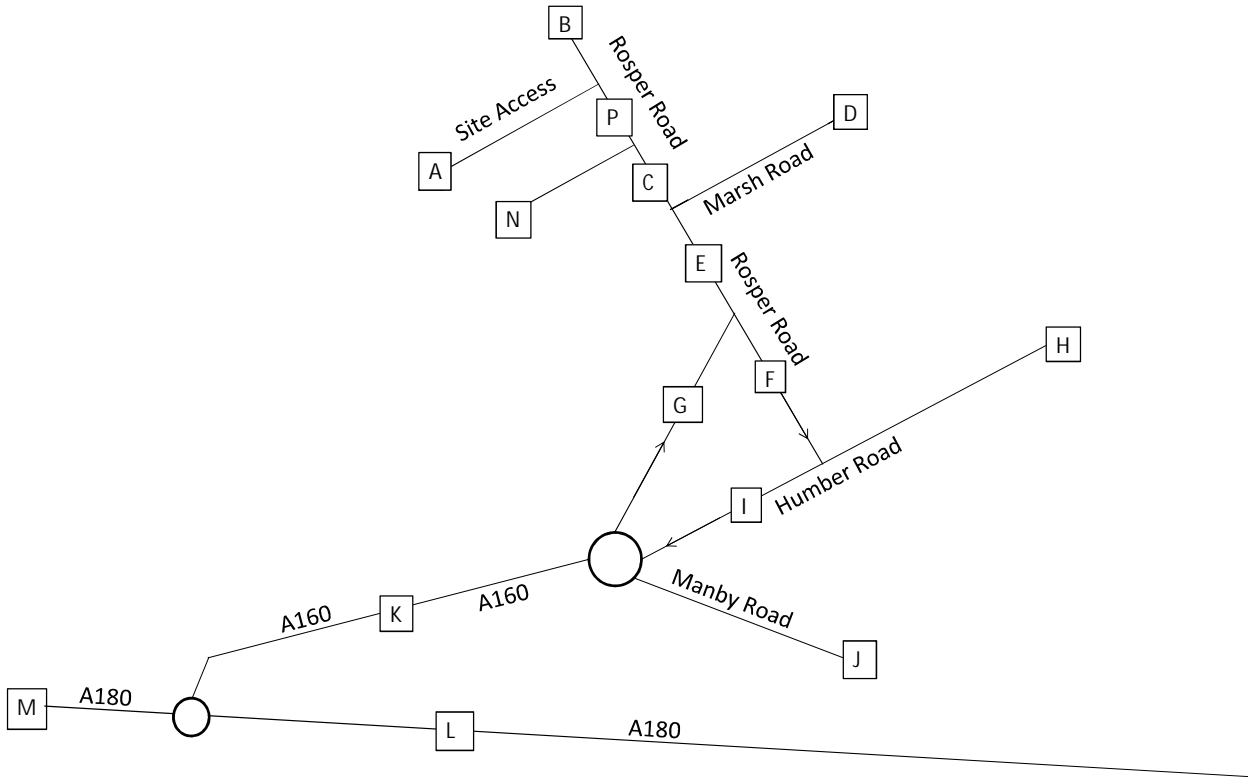 B
Rosper Road
Site Access
P
D
A
C
Marsh Road
N
E
Rosper Road
H
F
G
Humber Road
I
Manby Road
A160
K
A160
J
M
A180
L
A180